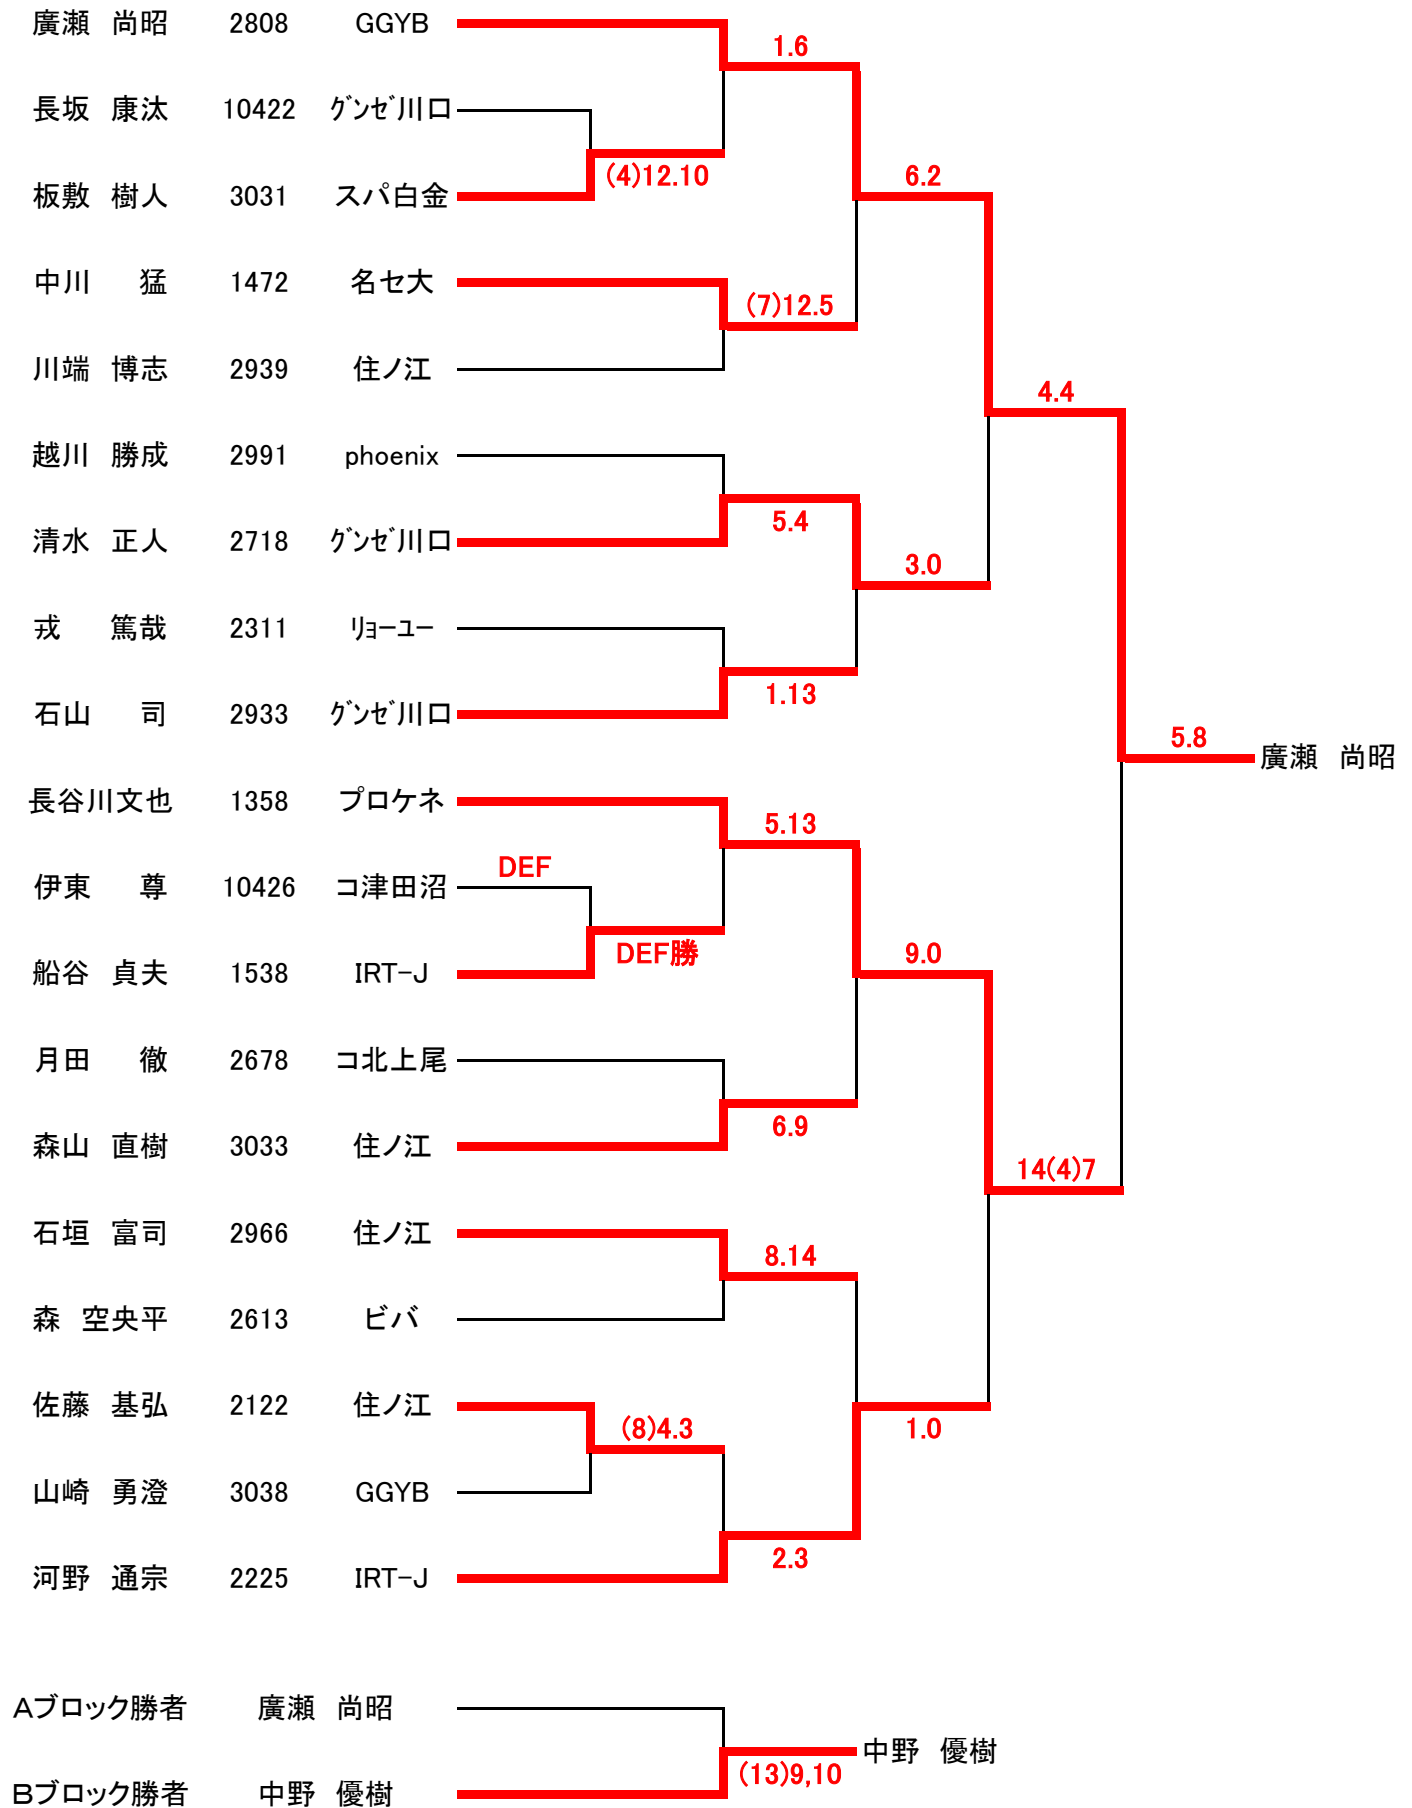 廣瀬　尚昭 2808 GGYB
1.6
長坂　康汰 10422 ｸﾞﾝｾﾞ川口
(4)12.10
6.2
板敷　樹人 3031 スパ白金
中川　　猛 1472 名セ大
(7)12.5
川端　博志 2939 住ノ江
4.4
越川　勝成 2991 phoenix
5.4
清水　正人 2718 ｸﾞﾝｾﾞ川口
3.0
戎　　篤哉 2311 ﾘｮｰﾕｰ
1.13
石山　　司 2933 ｸﾞﾝｾﾞ川口
5.8
廣瀬　尚昭
長谷川文也 1358 プロケネ
5.13
DEF
伊東　　尊 10426 コ津田沼
DEF勝
9.0
船谷　貞夫 1538 IRT-J
月田　　徹 2678 コ北上尾
6.9
森山　直樹 3033 住ノ江
14(4)7
石垣　富司 2966 住ノ江
8.14
森　空央平 2613 ビバ
佐藤　基弘 2122 住ノ江
(8)4.3
1.0
山崎　勇澄 3038 GGYB
2.3
河野　通宗 2225 IRT-J
Aブロック勝者 廣瀬　尚昭
中野　優樹
(13)9,10
Bブロック勝者 中野　優樹